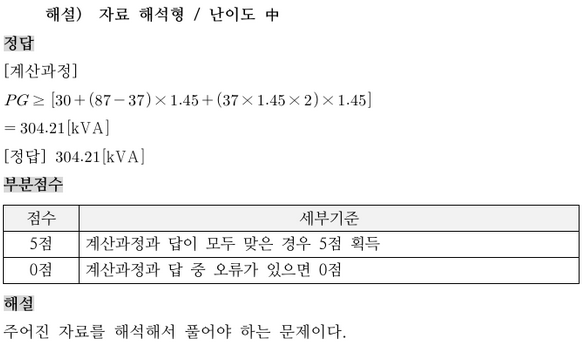 해설) 자료 해석형 / 난이도 中
정답
[계산과정]
PG ≥ [30+(87-37)×1.45+(37×1.45×2)×1.45]
= 304.21[kVA]
[정답] 304.21[kVA]
부분점수
점수 세부기준
5점 계산과정과 답이 모두 맞은 경우 5점 획득
0점 계산과정과 답 중 오류가 있으면 0점
해설
주어진 자료를 해석해서 풀어야 하는 문제이다.